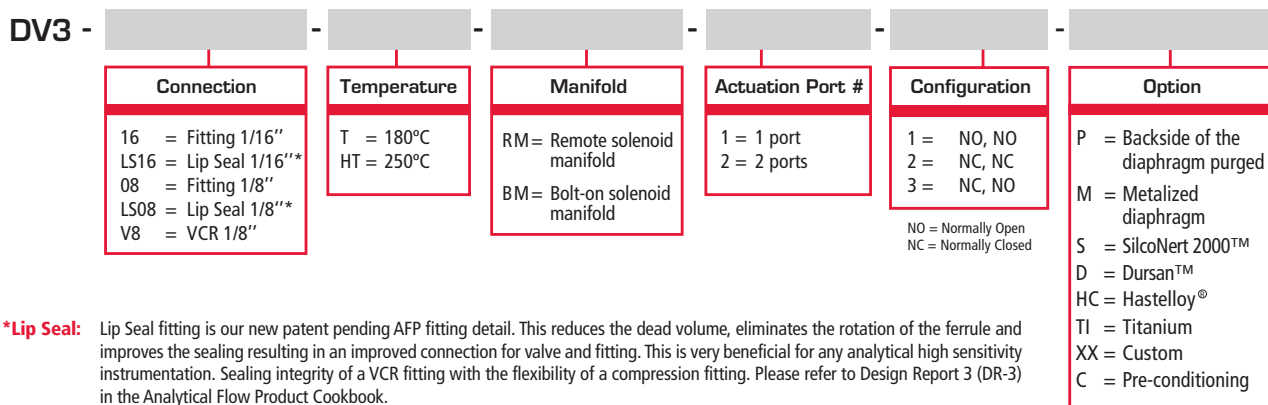 DV3 - - - - - -
Connection
16 = Fitting 1/16''
LS16 = Lip Seal 1/16''*
08 = Fitting 1/8''
LS08 = Lip Seal 1/8''*
V8 = VCR 1/8''
Temperature
T = 180ºC
HT = 250ºC
Manifold
RM = Remote solenoid
manifold
BM = Bolt-on solenoid
manifold
Actuation Port #
1 = 1 port
2 = 2 ports
Configuration
1 = NO, NO
2 = NC, NC
3 = NC, NO
NO = Normally Open
NC = Normally Closed
Option
P = Backside of the
diaphragm purged
M = Metalized
diaphragm
S = SilcoNert 2000™
D = Dursan™
HC = Hastelloy®
TI = Titanium
XX = Custom
C = Pre-conditioning
*Lip Seal: Lip Seal fitting is our new patent pending AFP fitting detail. This reduces the dead volume, eliminates the rotation of the ferrule and
improves the sealing resulting in an improved connection for valve and fitting. This is very beneficial for any analytical high sensitivity
instrumentation. Sealing integrity of a VCR fitting with the flexibility of a compression fitting. Please refer to Design Report 3 (DR-3)
in the Analytical Flow Product Cookbook.